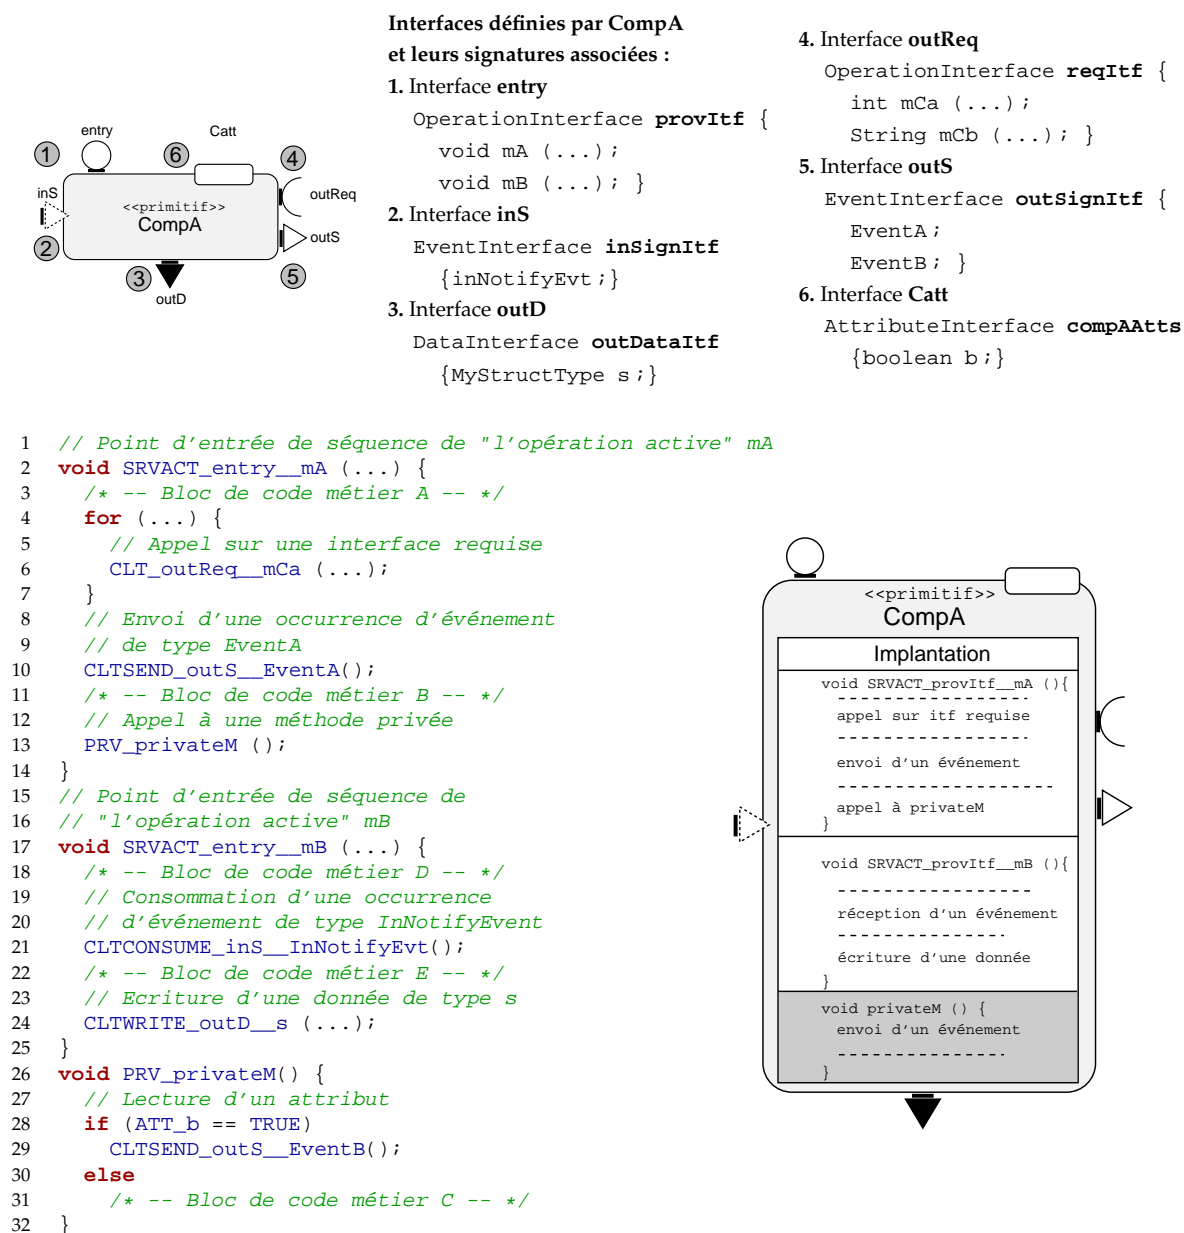 entry
Catt
1
6
4
inS
outReq
<<primitif>>
CompA
outS
2
3
5
outD
Interfaces définies par CompA
et leurs signatures associées :
1. Interface entry
OperationInterface provItf {
void mA (...);
void mB (...); }
2. Interface inS
EventInterface inSignItf
{inNotifyEvt;}
3. Interface outD
DataInterface outDataItf
{MyStructType s;}
4. Interface outReq
OperationInterface reqItf {
int mCa (...);
String mCb (...); }
5. Interface outS
EventInterface outSignItf {
EventA;
EventB; }
6. Interface Catt
AttributeInterface compAAtts
{boolean b;}
1 // Point d'entrée de séquence de "l'opération active" mA
2 void SRVACT_entry__mA (...) {
3 /* -- Bloc de code métier A -- */
4 for (...) {
5 // Appel sur une interface requise
6 CLT_outReq__mCa (...);
7 }
8 // Envoi d'une occurrence d'événement
9 // de type EventA
10 CLTSEND_outS__EventA();
11 /* -- Bloc de code métier B -- */
12 // Appel à une méthode privée
13 PRV_privateM ();
14 }
15 // Point d'entrée de séquence de
16 // "l'opération active" mB
17 void SRVACT_entry__mB (...) {
18 /* -- Bloc de code métier D -- */
19 // Consommation d'une occurrence
20 // d'événement de type InNotifyEvent
21 CLTCONSUME_inS__InNotifyEvt();
22 /* -- Bloc de code métier E -- */
23 // Ecriture d'une donnée de type s
24 CLTWRITE_outD__s (...);
25 }
26 void PRV_privateM() {
27 // Lecture d'un attribut
28 if (ATT_b == TRUE)
29 CLTSEND_outS__EventB();
30 else
31 /* -- Bloc de code métier C -- */
32 }
<<primitif>>
CompA
Implantation
void SRVACT_provItf__mA (){
appel sur itf requise
envoi d'un événement
appel à privateM
}
void SRVACT_provItf__mB (){
réception d'un événement
écriture d'une donnée
}
void privateM () {
envoi d'un événement
}